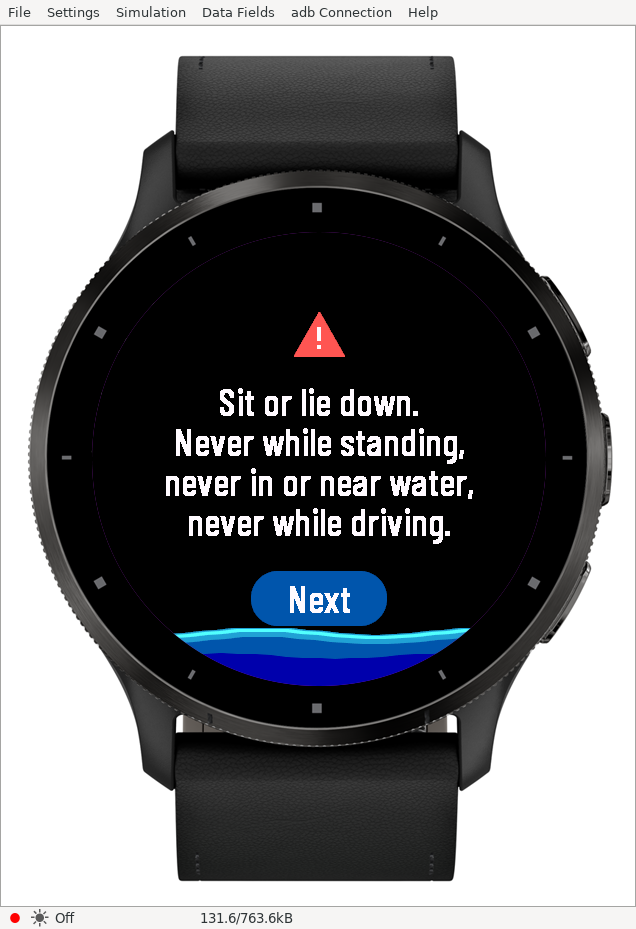 File Settings Simulation Data Fields adb Connection Help
!
Sit or lie down.
Never while standing,
never in or near water,
never while driving.
Next
Off 131.6/763.6kB